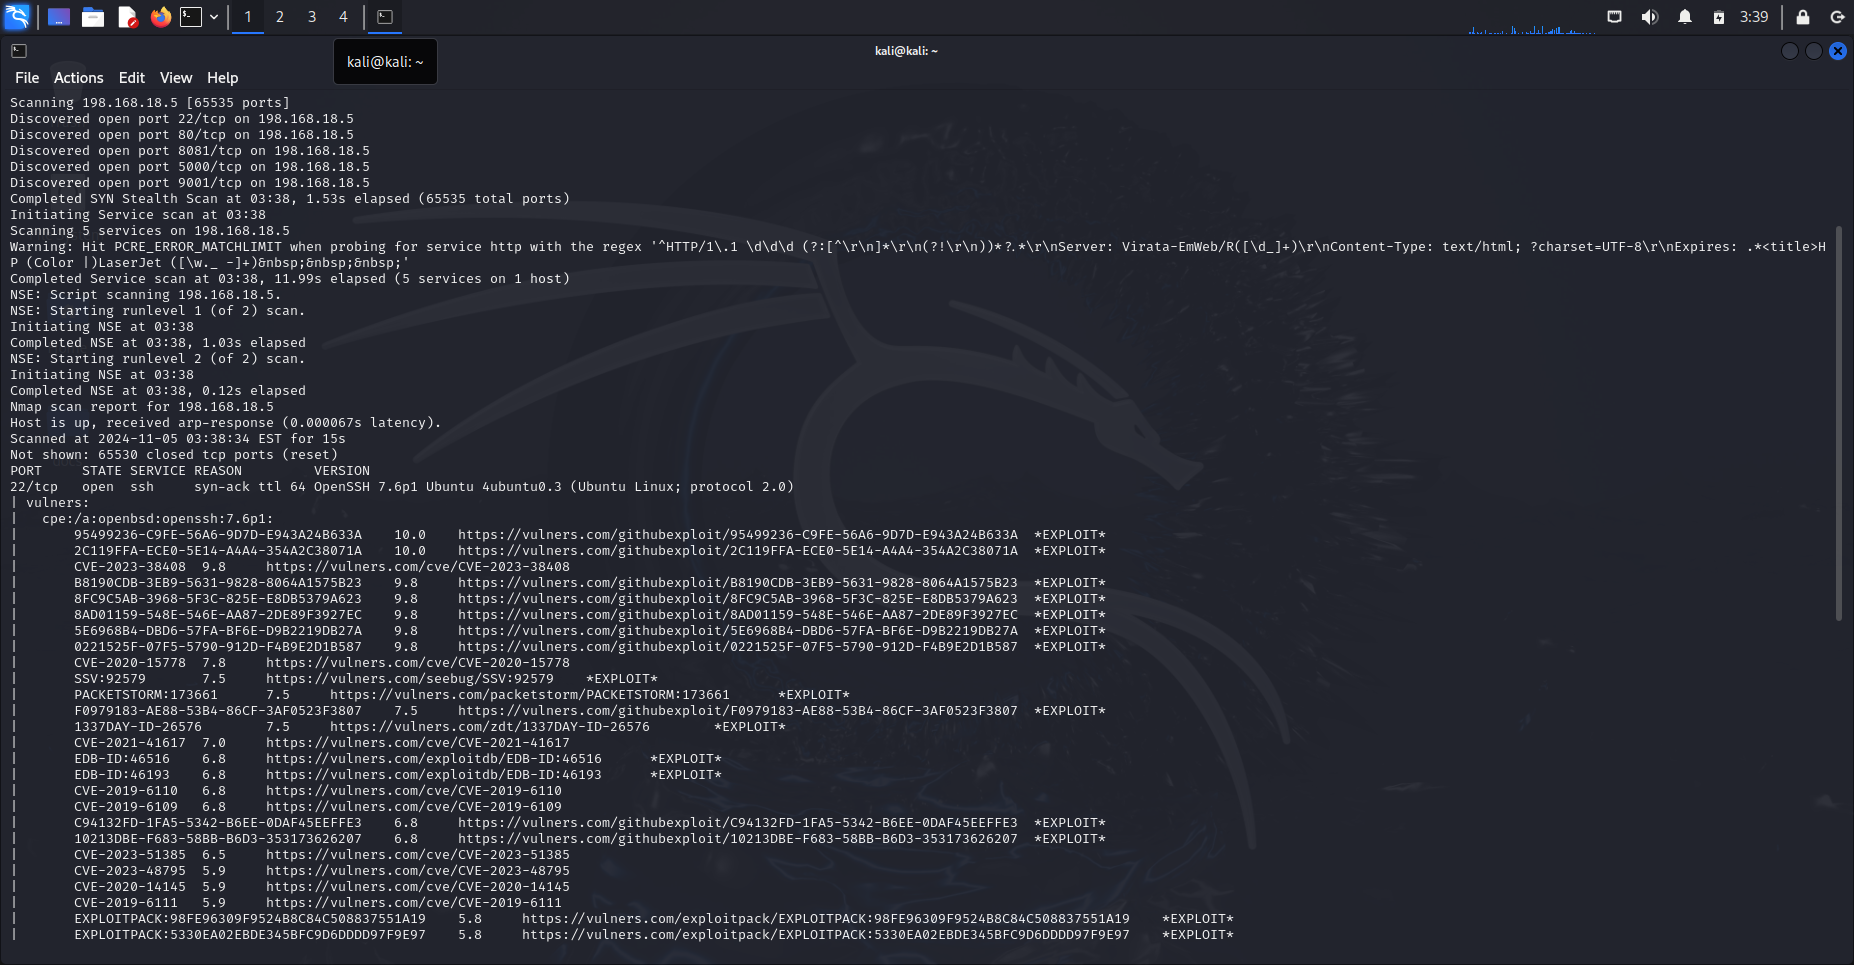 1 2 3 4 3:39
kali@kali: ~
kali@kali: ~
File Actions Edit View Help
Scanning 198.168.18.5 [65535 ports]
Discovered open port 22/tcp on 198.168.18.5
Discovered open port 80/tcp on 198.168.18.5
Discovered open port 8081/tcp on 198.168.18.5
Discovered open port 5000/tcp on 198.168.18.5
Discovered open port 9001/tcp on 198.168.18.5
Completed SYN Stealth Scan at 03:38, 1.53s elapsed (65535 total ports)
Initiating Service scan at 03:38
Scanning 5 services on 198.168.18.5
Warning: Hit PCRE_ERROR_MATCHLIMIT when probing for service http with the regex '^HTTP/1\.1 \d\d\d (?:[^\r\n]*\r\n(?!\r\n))*?.*\r\nServer: Virata-EmWeb/R([\d_]+)\r\nContent-Type: text/html; ?charset=UTF-8\r\nExpires: .*<title>H
P (Color |)LaserJet ([\w._ -]+)&nbsp;&nbsp;&nbsp;'
Completed Service scan at 03:38, 11.99s elapsed (5 services on 1 host)
NSE: Script scanning 198.168.18.5.
NSE: Starting runlevel 1 (of 2) scan.
Initiating NSE at 03:38
Completed NSE at 03:38, 1.03s elapsed
NSE: Starting runlevel 2 (of 2) scan.
Initiating NSE at 03:38
Completed NSE at 03:38, 0.12s elapsed
Nmap scan report for 198.168.18.5
Host is up, received arp-response (0.000067s latency).
Scanned at 2024-11-05 03:38:34 EST for 15s
Not shown: 65530 closed tcp ports (reset)
PORT STATE SERVICE REASON VERSION
22/tcp open ssh syn-ack ttl 64 OpenSSH 7.6p1 Ubuntu 4ubuntu0.3 (Ubuntu Linux; protocol 2.0)
| vulners:
| cpe:/a:openbsd:openssh:7.6p1:
| 95499236-C9FE-56A6-9D7D-E943A24B633A 10.0 https://vulners.com/githubexploit/95499236-C9FE-56A6-9D7D-E943A24B633A *EXPLOIT*
| 2C119FFA-ECE0-5E14-A4A4-354A2C38071A 10.0 https://vulners.com/githubexploit/2C119FFA-ECE0-5E14-A4A4-354A2C38071A *EXPLOIT*
| CVE-2023-38408 9.8 https://vulners.com/cve/CVE-2023-38408
| B8190CDB-3EB9-5631-9828-8064A1575B23 9.8 https://vulners.com/githubexploit/B8190CDB-3EB9-5631-9828-8064A1575B23 *EXPLOIT*
| 8FC9C5AB-3968-5F3C-825E-E8DB5379A623 9.8 https://vulners.com/githubexploit/8FC9C5AB-3968-5F3C-825E-E8DB5379A623 *EXPLOIT*
| 8AD01159-548E-546E-AA87-2DE89F3927EC 9.8 https://vulners.com/githubexploit/8AD01159-548E-546E-AA87-2DE89F3927EC *EXPLOIT*
| 5E6968B4-DBD6-57FA-BF6E-D9B2219DB27A 9.8 https://vulners.com/githubexploit/5E6968B4-DBD6-57FA-BF6E-D9B2219DB27A *EXPLOIT*
| 0221525F-07F5-5790-912D-F4B9E2D1B587 9.8 https://vulners.com/githubexploit/0221525F-07F5-5790-912D-F4B9E2D1B587 *EXPLOIT*
| CVE-2020-15778 7.8 https://vulners.com/cve/CVE-2020-15778
| SSV:92579 7.5 https://vulners.com/seebug/SSV:92579 *EXPLOIT*
| PACKETSTORM:173661 7.5 https://vulners.com/packetstorm/PACKETSTORM:173661 *EXPLOIT*
| F0979183-AE88-53B4-86CF-3AF0523F3807 7.5 https://vulners.com/githubexploit/F0979183-AE88-53B4-86CF-3AF0523F3807 *EXPLOIT*
| 1337DAY-ID-26576 7.5 https://vulners.com/zdt/1337DAY-ID-26576 *EXPLOIT*
| CVE-2021-41617 7.0 https://vulners.com/cve/CVE-2021-41617
| EDB-ID:46516 6.8 https://vulners.com/exploitdb/EDB-ID:46516 *EXPLOIT*
| EDB-ID:46193 6.8 https://vulners.com/exploitdb/EDB-ID:46193 *EXPLOIT*
| CVE-2019-6110 6.8 https://vulners.com/cve/CVE-2019-6110
| CVE-2019-6109 6.8 https://vulners.com/cve/CVE-2019-6109
| C94132FD-1FA5-5342-B6EE-0DAF45EEFFE3 6.8 https://vulners.com/githubexploit/C94132FD-1FA5-5342-B6EE-0DAF45EEFFE3 *EXPLOIT*
| 10213DBE-F683-58BB-B6D3-353173626207 6.8 https://vulners.com/githubexploit/10213DBE-F683-58BB-B6D3-353173626207 *EXPLOIT*
| CVE-2023-51385 6.5 https://vulners.com/cve/CVE-2023-51385
| CVE-2023-48795 5.9 https://vulners.com/cve/CVE-2023-48795
| CVE-2020-14145 5.9 https://vulners.com/cve/CVE-2020-14145
| CVE-2019-6111 5.9 https://vulners.com/cve/CVE-2019-6111
| EXPLOITPACK:98FE96309F9524B8C84C508837551A19 5.8 https://vulners.com/exploitpack/EXPLOITPACK:98FE96309F9524B8C84C508837551A19 *EXPLOIT*
| EXPLOITPACK:5330EA02EBDE345BFC9D6DDDD97F9E97 5.8 https://vulners.com/exploitpack/EXPLOITPACK:5330EA02EBDE345BFC9D6DDDD97F9E97 *EXPLOIT*